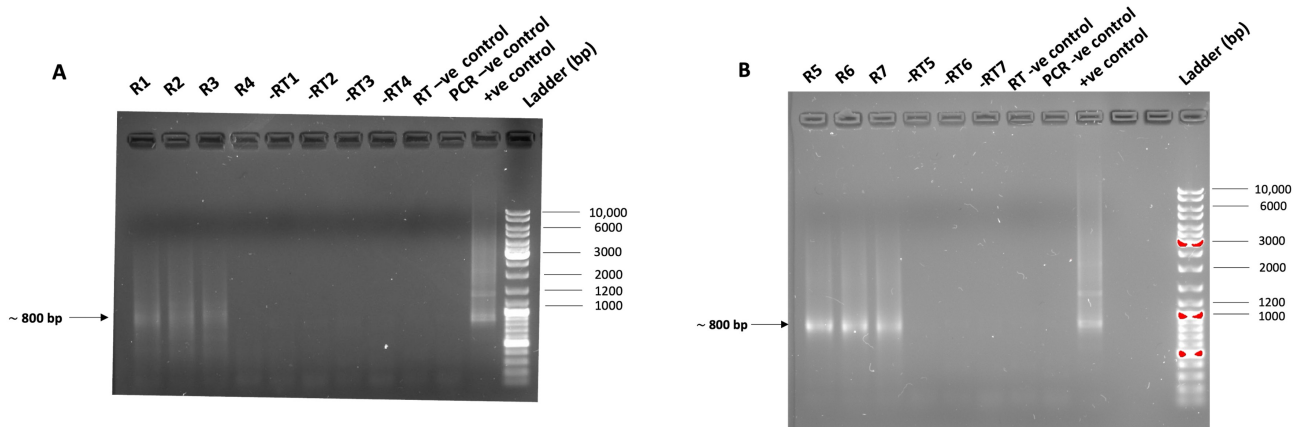 A
R1
R2
R3
R4
-RT1
-RT2
-RT3
-RT4
RT –ve control
PCR –ve control
+ve control
Ladder (bp)
10,000
6000
3000
2000
1200
1000
~ 800 bp
B
R5
R6
R7
-RT5
-RT6
-RT7
RT -ve control
PCR -ve control
+ve control
Ladder (bp)
10,000
6000
3000
2000
1200
1000
~ 800 bp